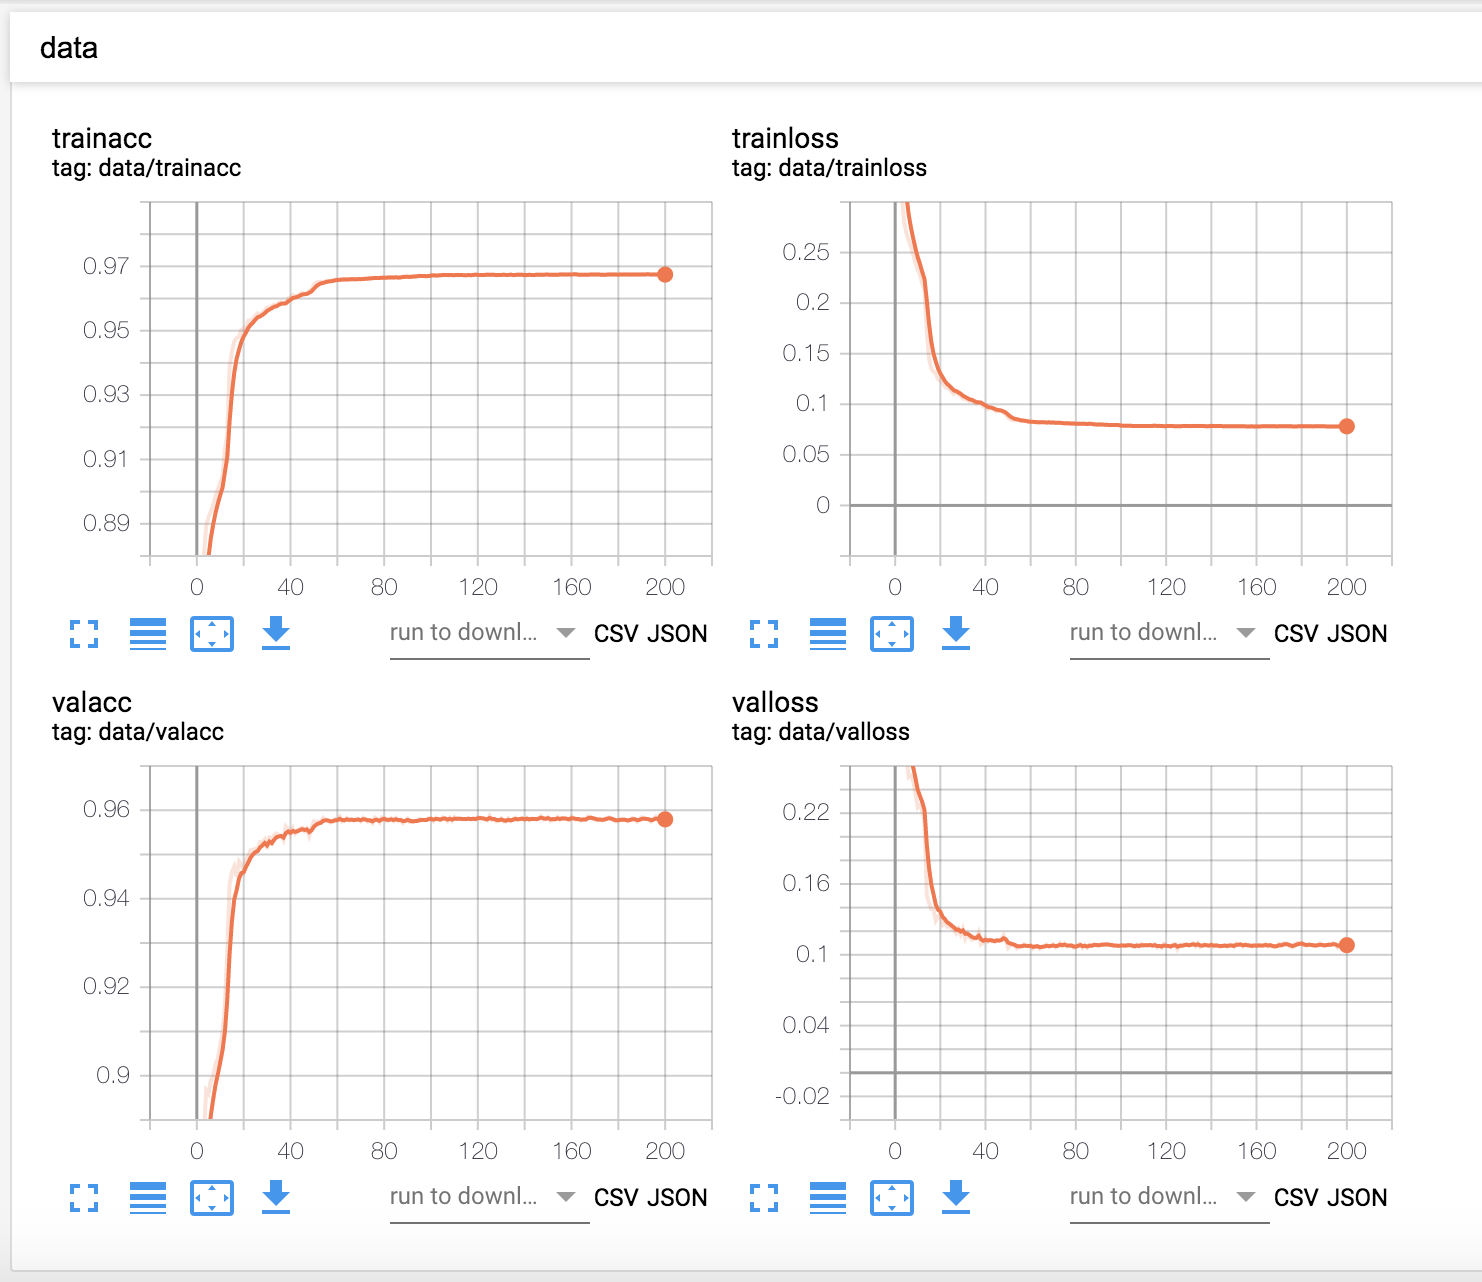 data
trainacc
tag: data/trainacc
0.97
0.95
0.93
0.91
0.89
0 40 80 120 160 200
run to downl... CSV JSON
trainloss
tag: data/trainloss
0.25
0.2
0.15
0.1
0.05
0
0 40 80 120 160 200
run to downl... CSV JSON
valacc
tag: data/valacc
0.96
0.94
0.92
0.9
0 40 80 120 160 200
run to downl... CSV JSON
valloss
tag: data/valloss
0.22
0.16
0.1
0.04
-0.02
0 40 80 120 160 200
run to downl... CSV JSON